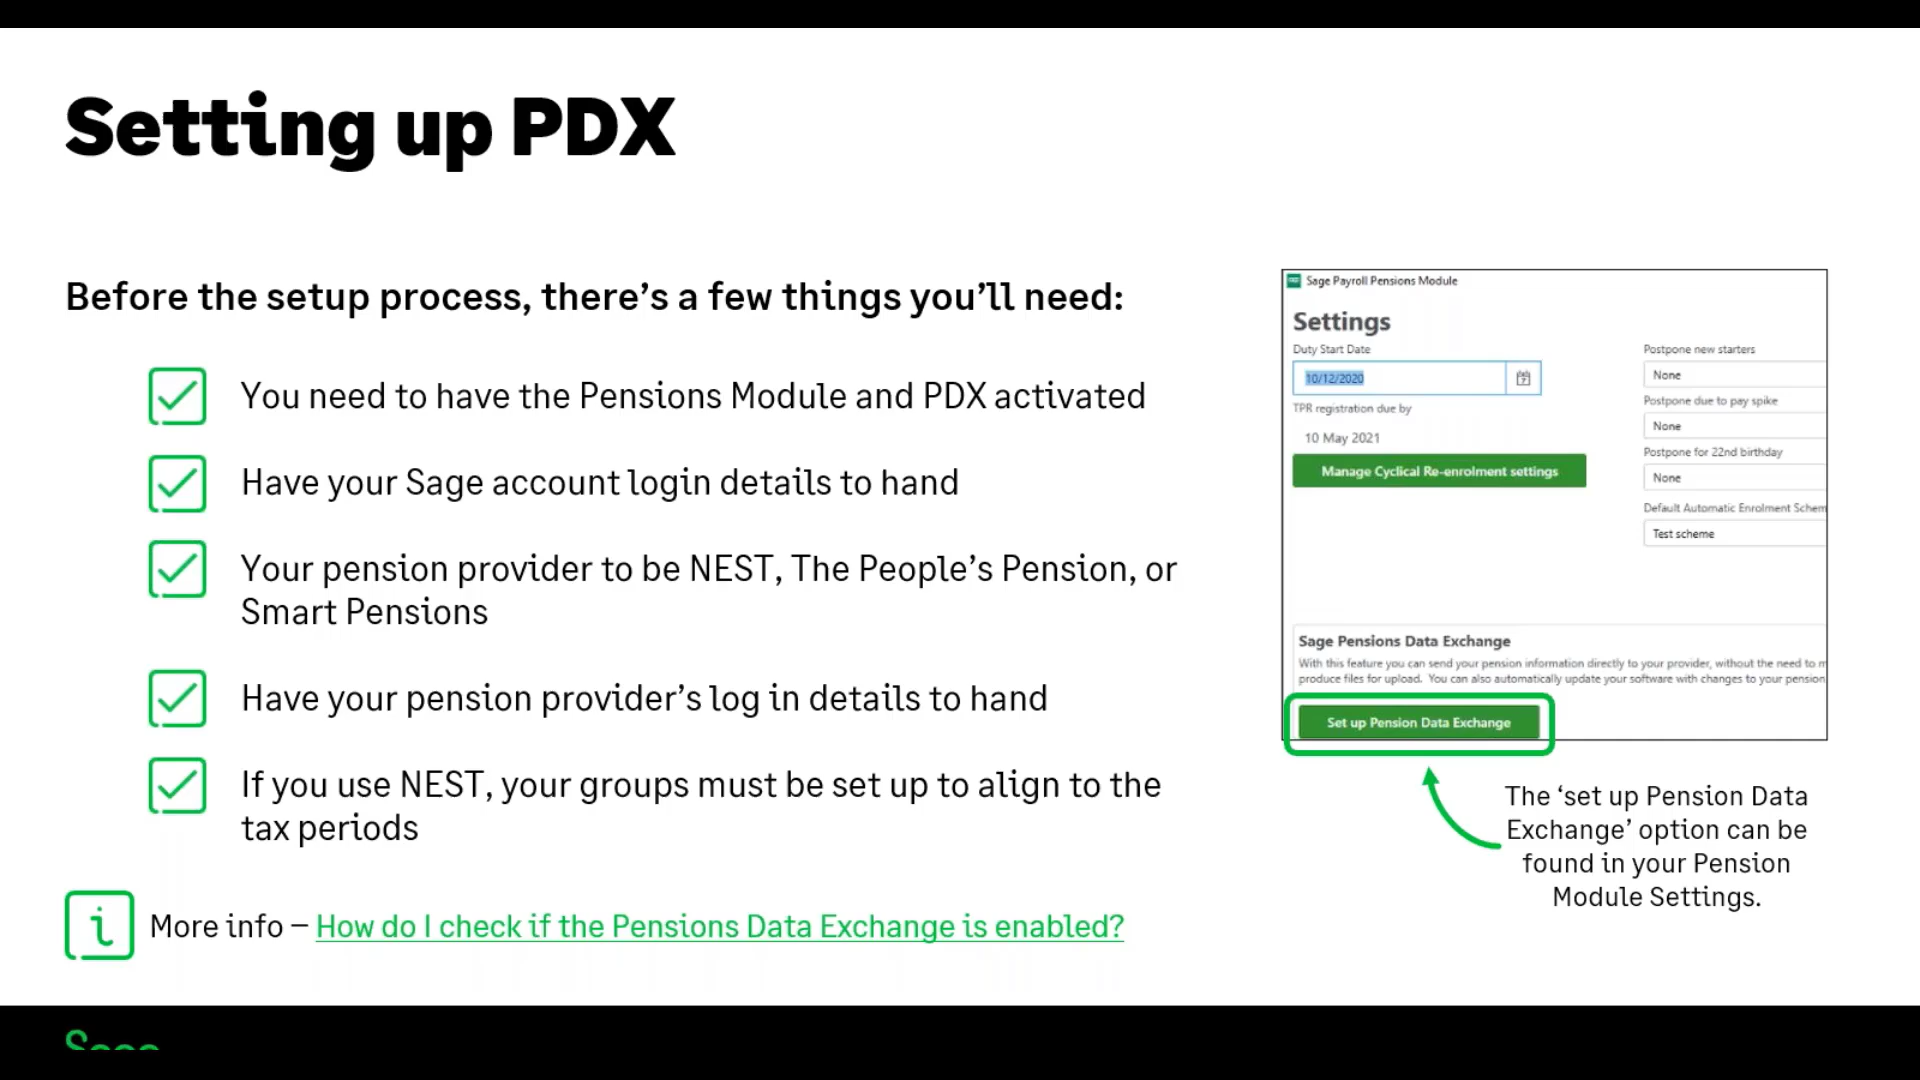 Setting up PDX
Before the setup process, there’s a few things you’ll need:
You need to have the Pensions Module and PDX activated
Have your Sage account login details to hand
Your pension provider to be NEST, The People’s Pension, or
Smart Pensions
Have your pension provider’s log in details to hand
If you use NEST, your groups must be set up to align to the
tax periods
More info – How do I check if the Pensions Data Exchange is enabled?
Sage Payroll Pensions Module
Settings
Duty Start Date
10/12/2020
TPR registration due by
10 May 2021
Manage Cyclical Re-enrolment settings
Postpone new starters
None
Postpone due to pay spike
None
Postpone for 22nd birthday
None
Default Automatic Enrolment Schem
Test scheme
Sage Pensions Data Exchange
With this feature you can send your pension information directly to your provider, without the need to m
produce files for upload. You can also automatically update your software with changes to your pension
Set up Pension Data Exchange
The ‘set up Pension Data
Exchange’ option can be
found in your Pension
Module Settings.
Sage